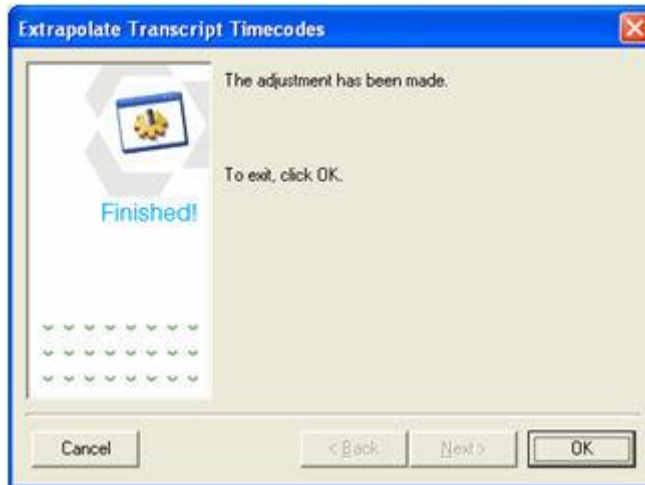 Extrapolate Transcript Timecodes
The adjustment has been made.
To exit, click OK.
Finished!
Cancel
< Back
Next >
OK